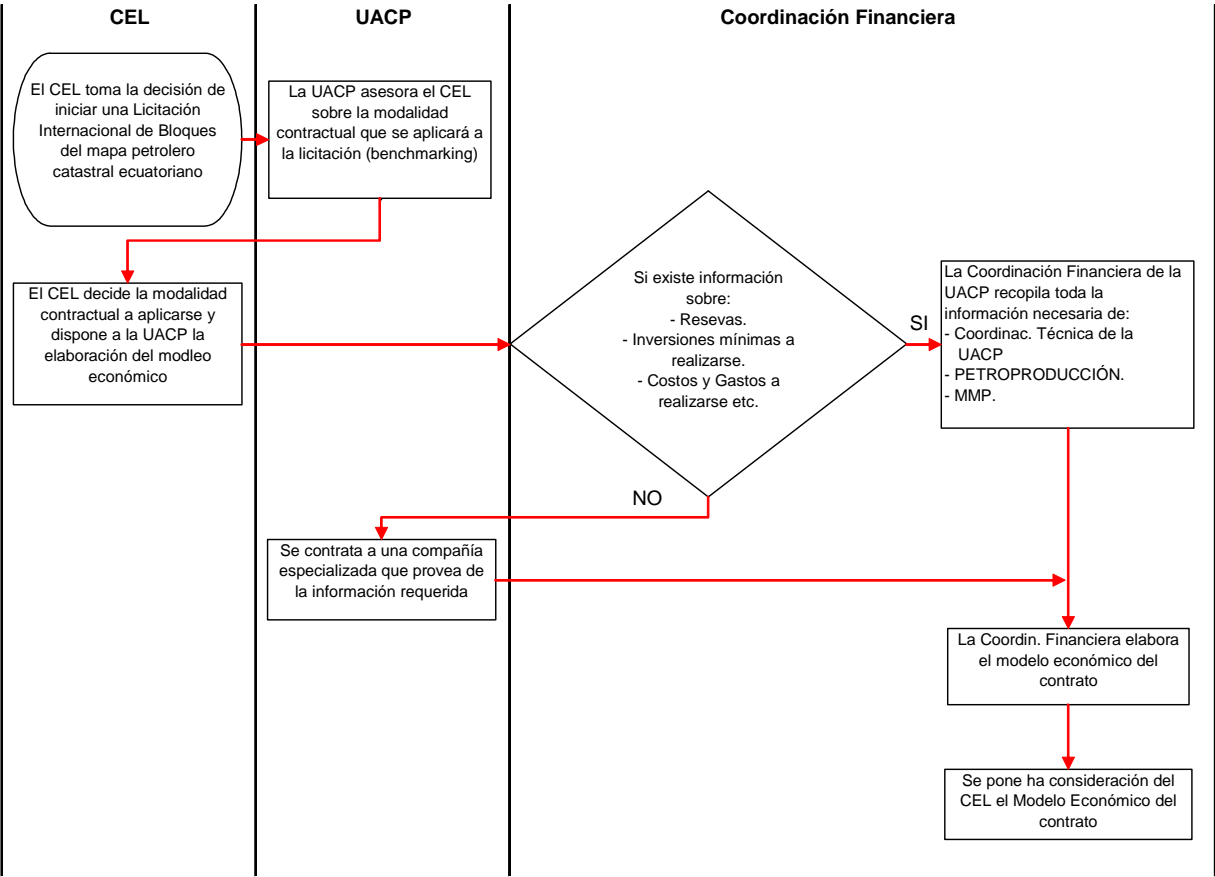 CEL
UACP
Coordinación Financiera
El CEL toma la decisión de
iniciar una Licitación
Internacional de Bloques
del mapa petrolero
catastral ecuatoriano
La UACP asesora el CEL
sobre la modalidad
contractual que se aplicará a
la licitación (benchmarking)
El CEL decide la modalidad
contractual a aplicarse y
dispone a la UACP la
elaboración del modleo
económico
Si existe información
sobre:
- Resevas.
- Inversiones mínimas a
realizarse.
- Costos y Gastos a
realizarse etc.
SI
La Coordinación Financiera de la
UACP recopila toda la
información necesaria de:
- Coordinac. Técnica de la
UACP
- PETROPRODUCCIÓN.
- MMP.
NO
Se contrata a una compañía
especializada que provea de
la información requerida
La Coordin. Financiera elabora
el modelo económico del
contrato
Se pone ha consideración del
CEL el Modelo Económico del
contrato